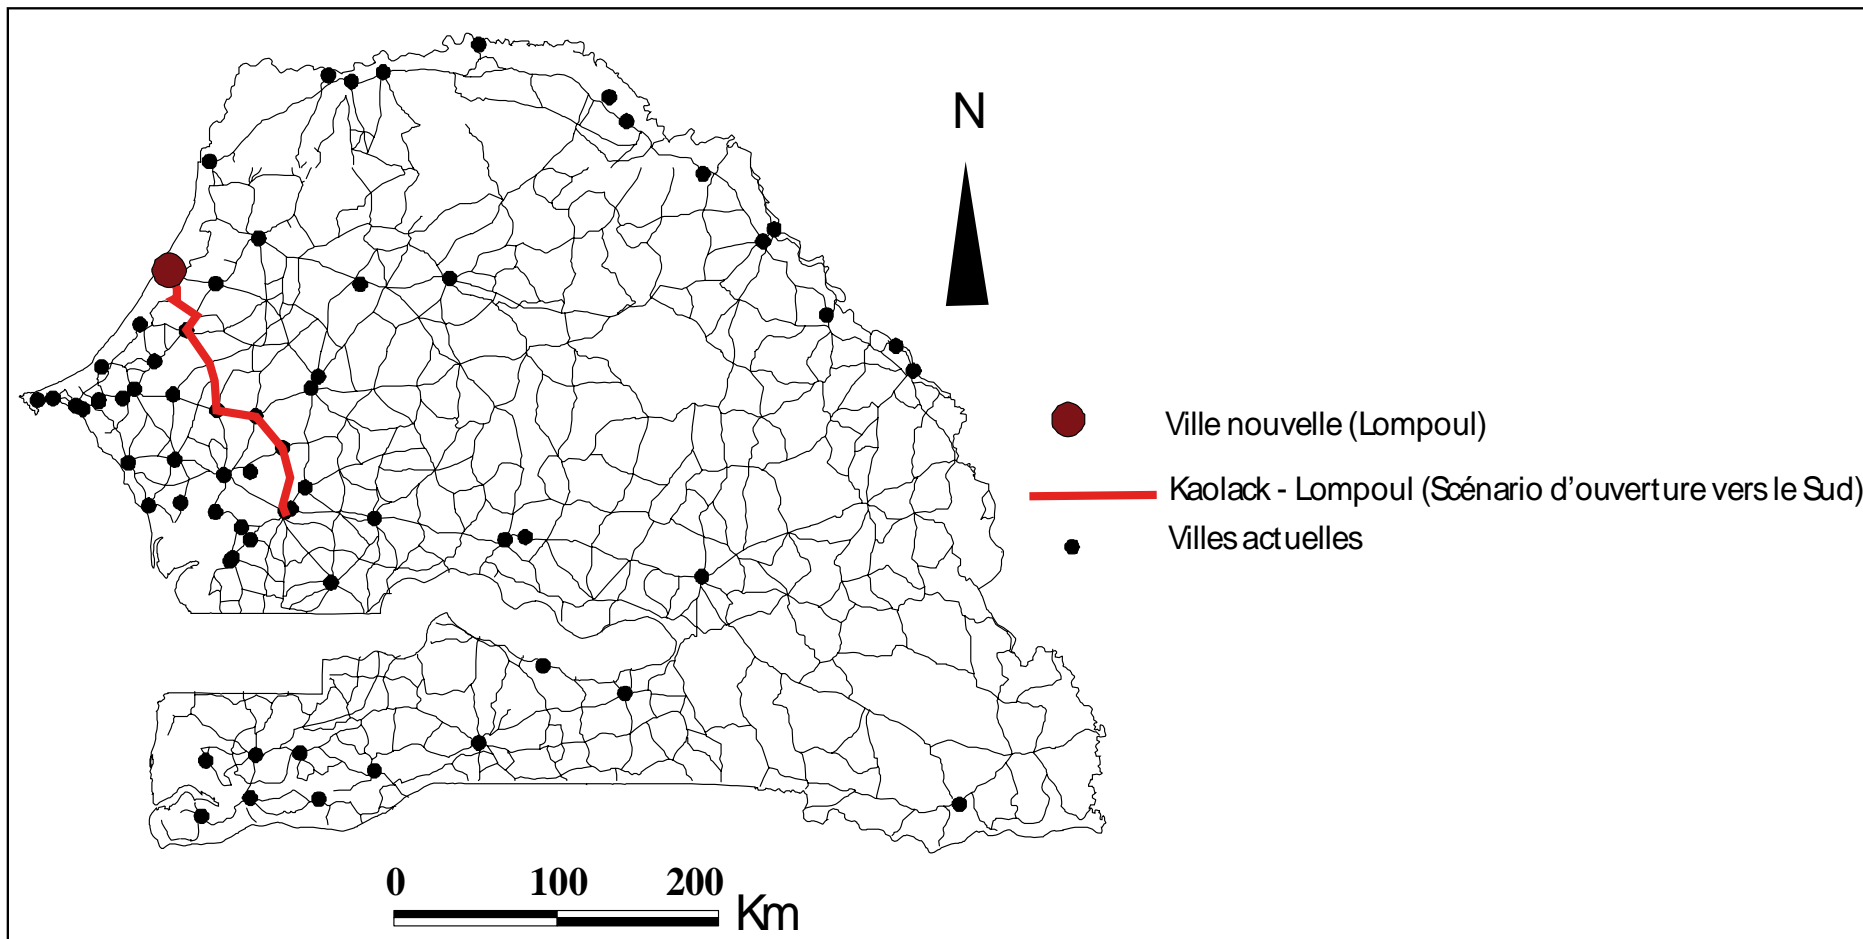 N
Ville nouvelle (Lompoul)
Kaolack - Lompoul (Scénario d'ouverture vers le Sud)
Villes actuelles
0 100 200
Km